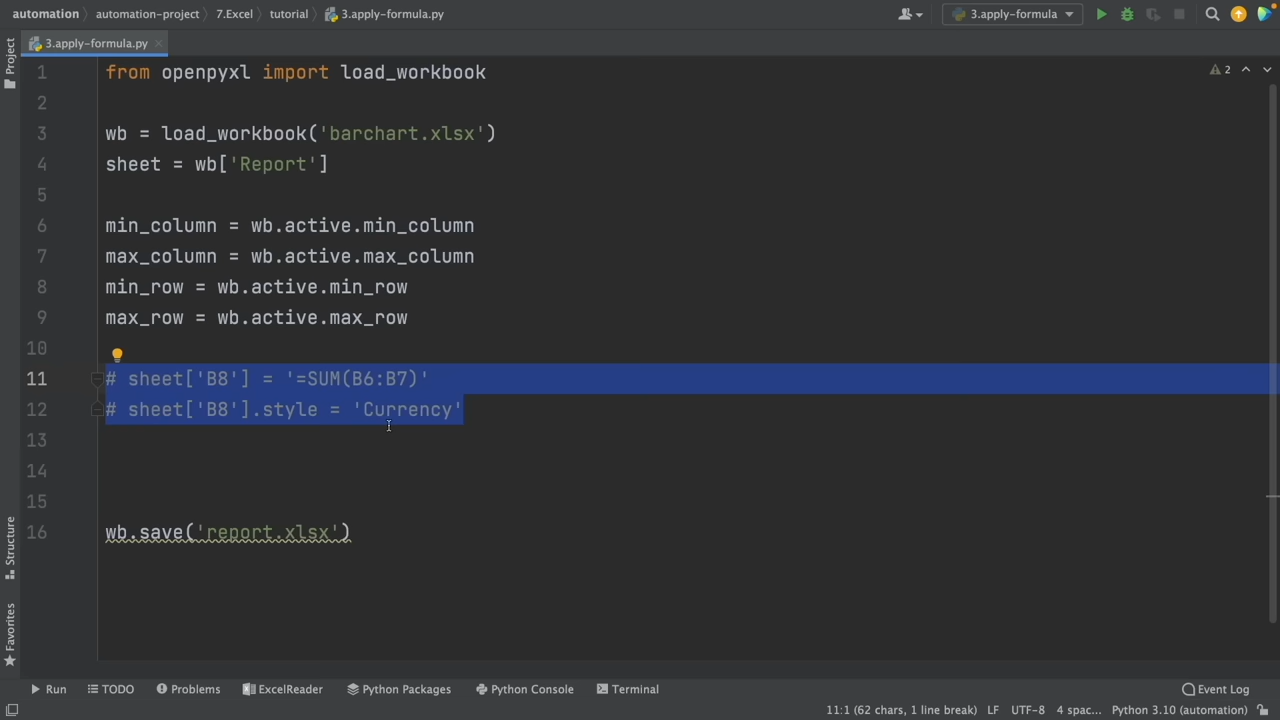 automation automation-project 7.Excel tutorial 3.apply-formula.py 3.apply-formula
Project 3.apply-formula.py
1 from openpyxl import load_workbook 2
2
3 wb = load_workbook('barchart.xlsx')
4 sheet = wb['Report']
5
6 min_column = wb.active.min_column
7 max_column = wb.active.max_column
8 min_row = wb.active.min_row
9 max_row = wb.active.max_row
10
11 # sheet['B8'] = '=SUM(B6:B7)'
12 # sheet['B8'].style = 'Currency'
13
14
15
16 wb.save('report.xlsx')
Structure
Favorites
Run TODO Problems ExcelReader Python Packages Python Console Terminal Event Log
11:1 (62 chars, 1 line break) LF UTF-8 4 spac... Python 3.10 (automation)